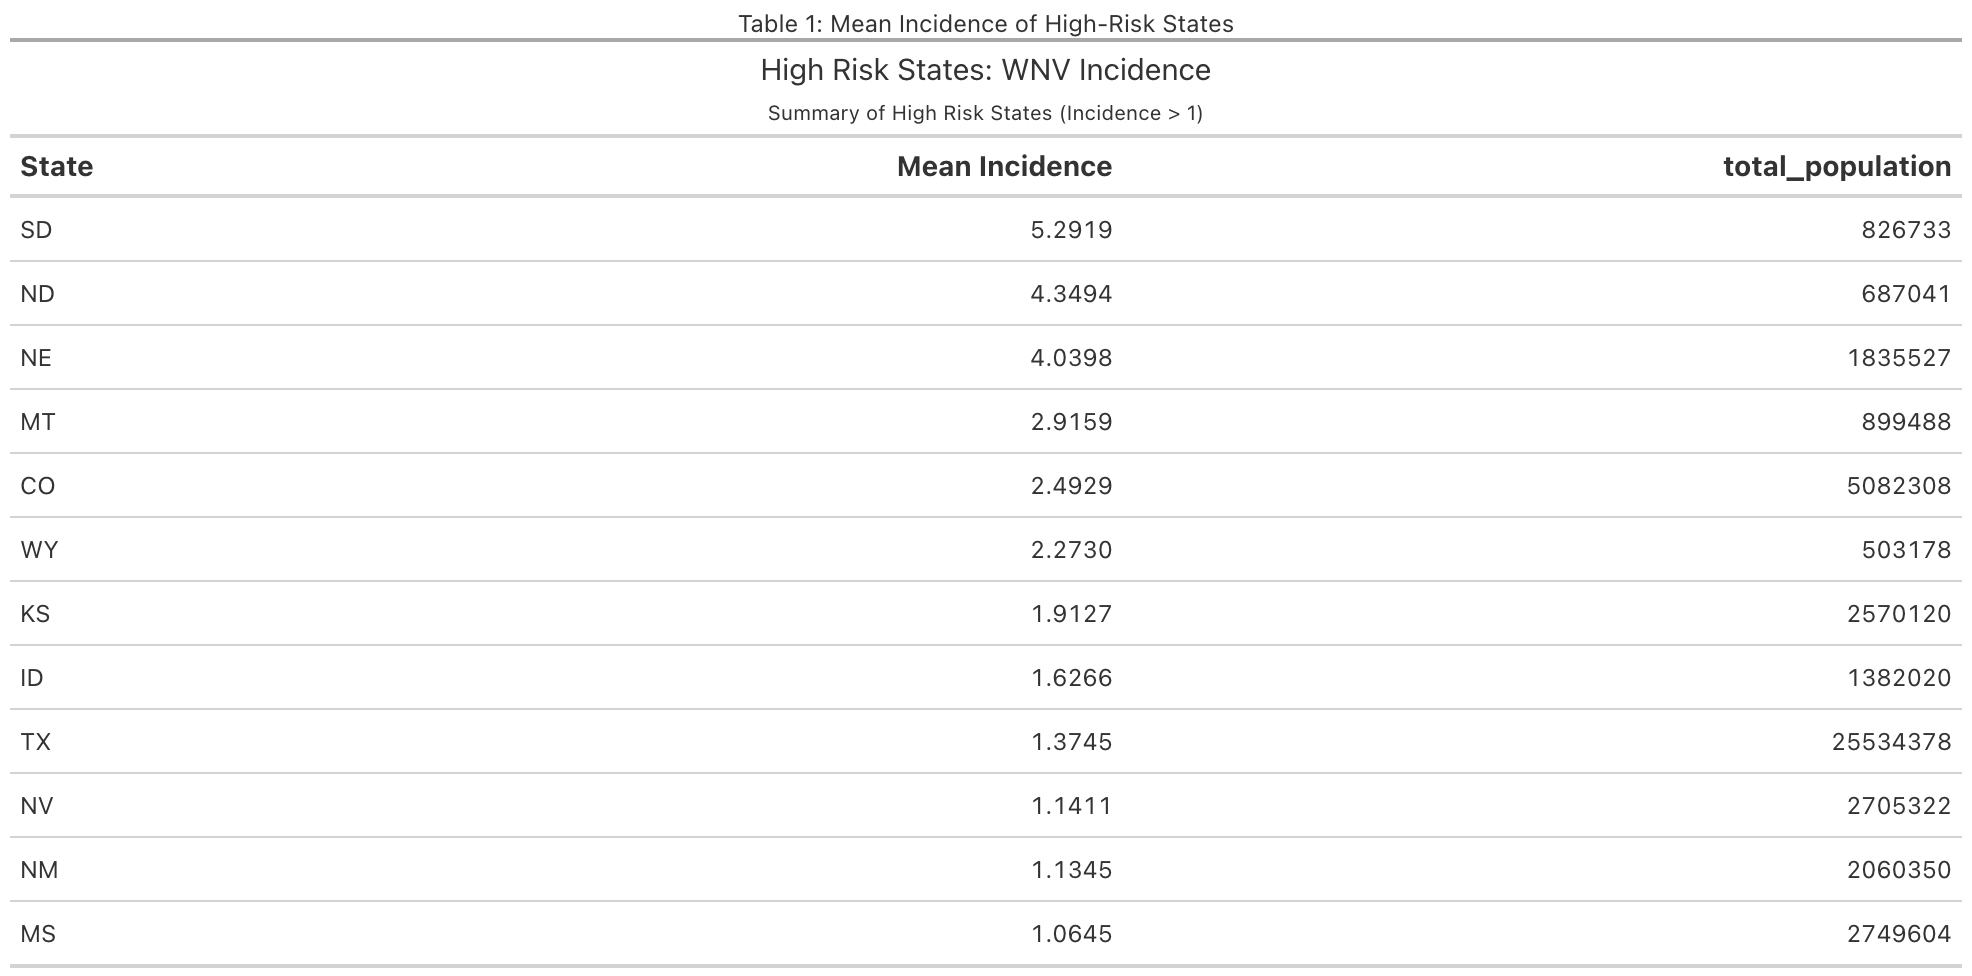 Table 1: Mean Incidence of High-Risk States
High Risk States: WNV Incidence
Summary of High Risk States (Incidence > 1)
State Mean Incidence total_population
SD 5.2919 826733
ND 4.3494 687041
NE 4.0398 1835527
MT 2.9159 899488
CO 2.4929 5082308
WY 2.2730 503178
KS 1.9127 2570120
ID 1.6266 1382020
TX 1.3745 25534378
NV 1.1411 2705322
NM 1.1345 2060350
MS 1.0645 2749604